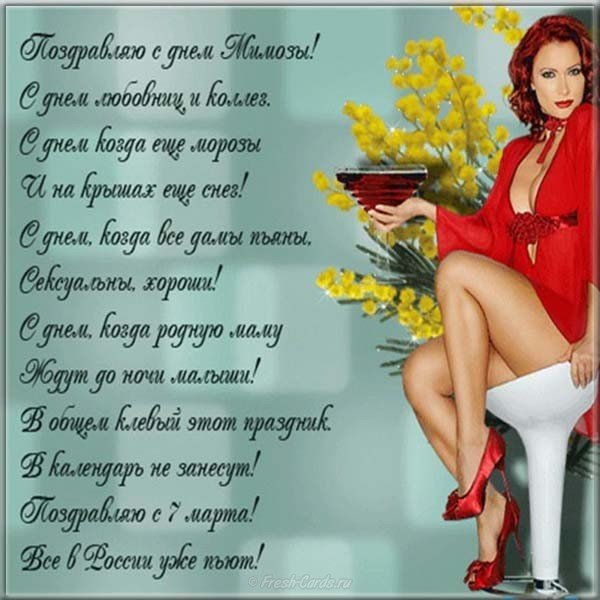 Поздравляю с днем Мимозы!
С днем любовниц и коллег.
С днем когда еще морозы
И на крышах еще снег!
С днем, когда все дамы пьяны,
Сексуальны, хороши!
С днем, когда родную маму
Ждут до ночи малыши!
В общем клевый этот праздник.
В календарь не занесут!
Поздравляю с 7 марта!
Все в России уже пьют!
© Fresh-Cards.ru